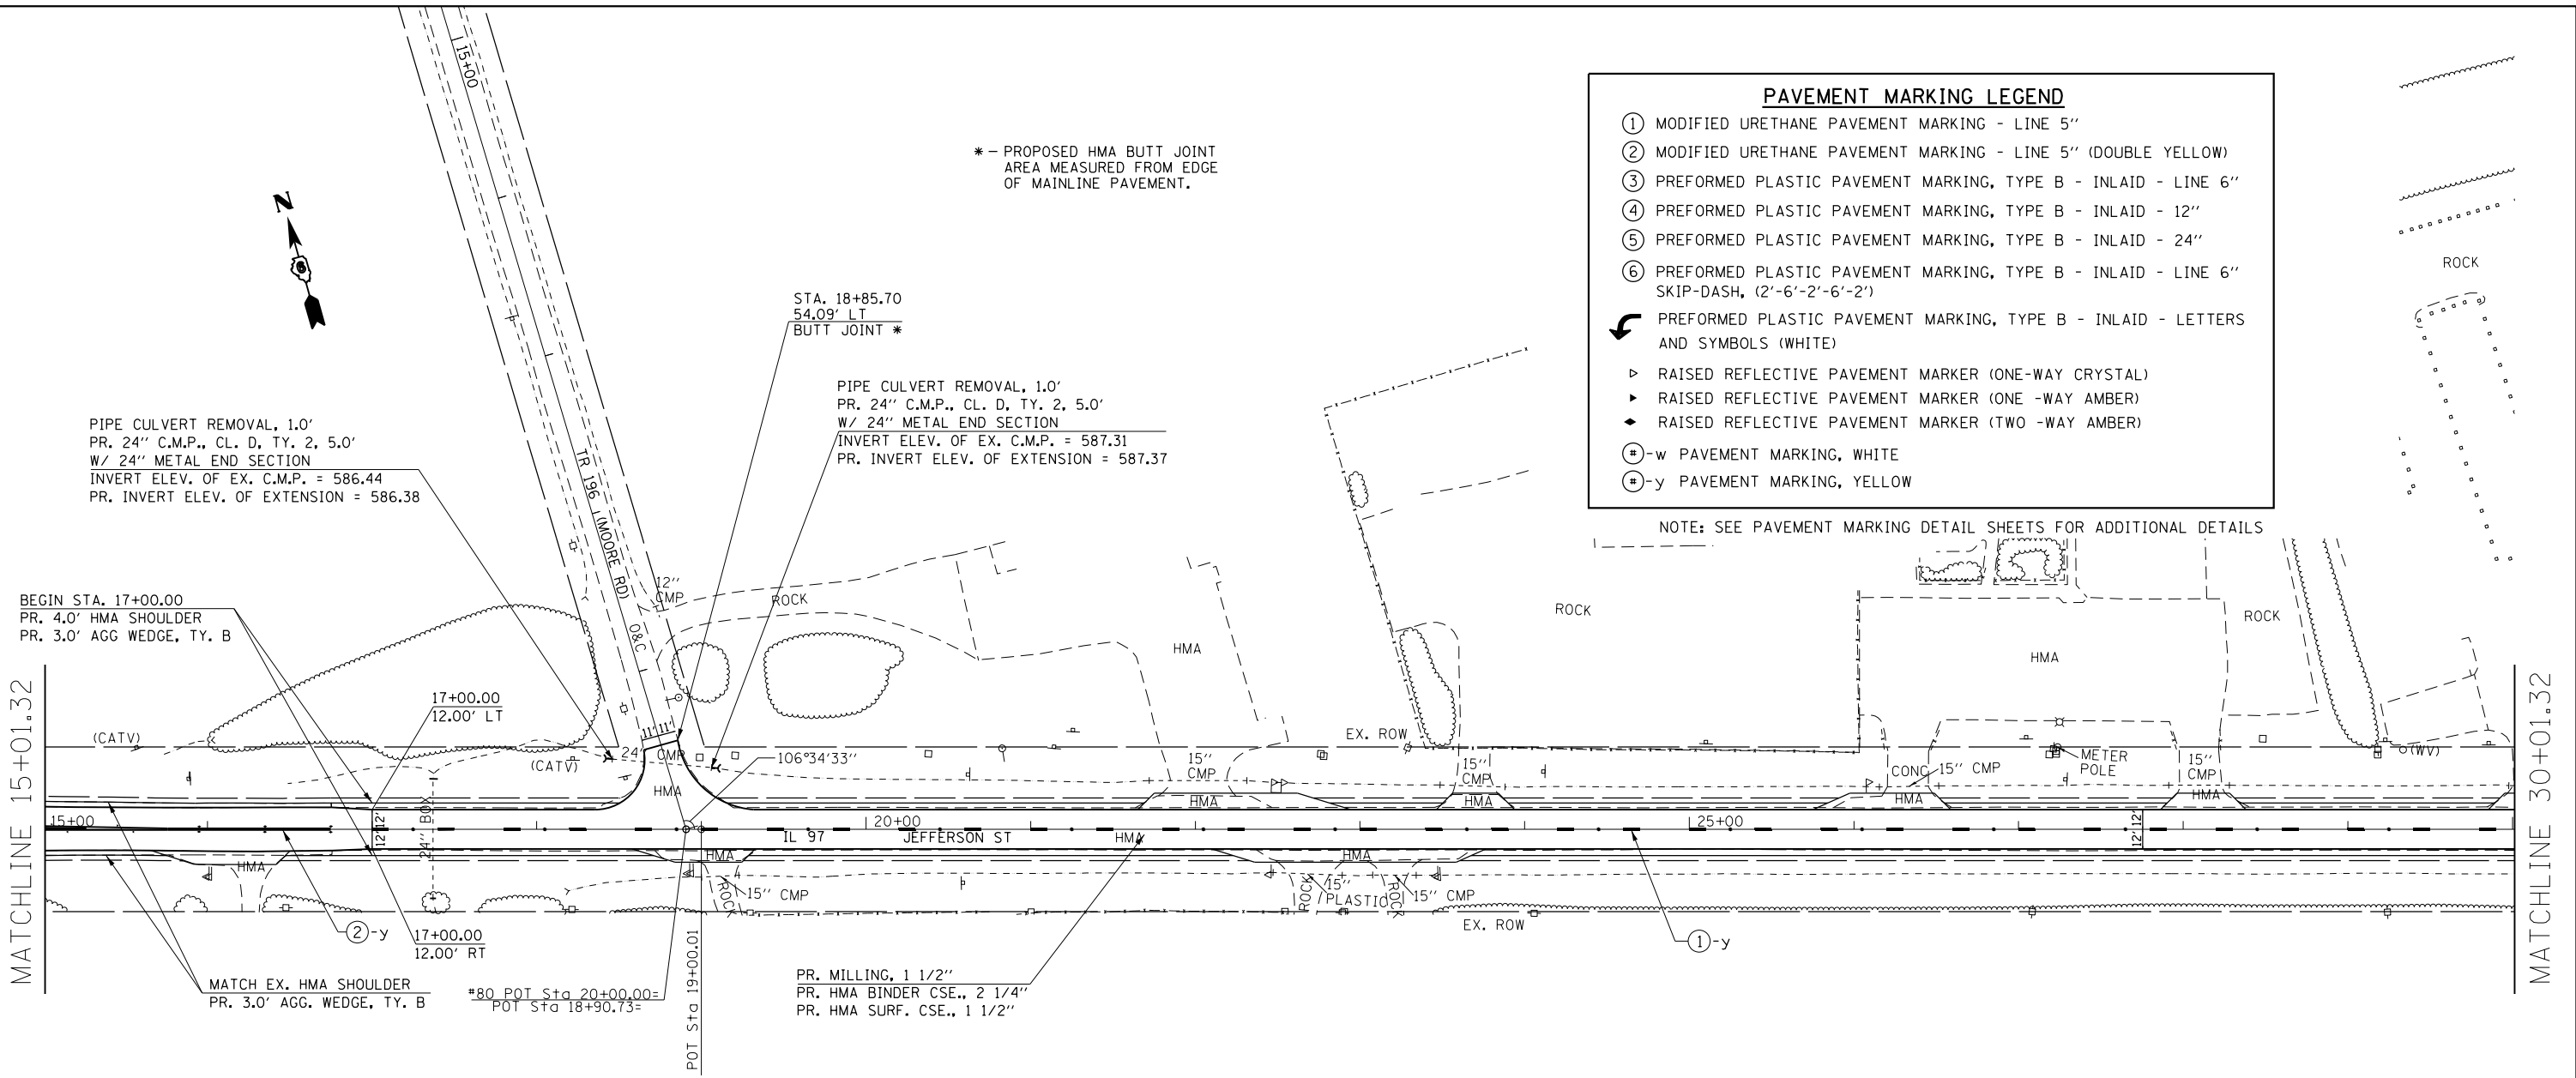 15+00
N
6
* - PROPOSED HMA BUTT JOINT
AREA MEASURED FROM EDGE
OF MAINLINE PAVEMENT.
PAVEMENT MARKING LEGEND
1 MODIFIED URETHANE PAVEMENT MARKING - LINE 5''
2 MODIFIED URETHANE PAVEMENT MARKING - LINE 5'' (DOUBLE YELLOW)
3 PREFORMED PLASTIC PAVEMENT MARKING, TYPE B - INLAID - LINE 6''
4 PREFORMED PLASTIC PAVEMENT MARKING, TYPE B - INLAID - 12''
5 PREFORMED PLASTIC PAVEMENT MARKING, TYPE B - INLAID - 24''
6 PREFORMED PLASTIC PAVEMENT MARKING, TYPE B - INLAID - LINE 6''
SKIP-DASH, (2'-6'-2'-6'-2')
PREFORMED PLASTIC PAVEMENT MARKING, TYPE B - INLAID - LETTERS
AND SYMBOLS (WHITE)
RAISED REFLECTIVE PAVEMENT MARKER (ONE-WAY CRYSTAL)
RAISED REFLECTIVE PAVEMENT MARKER (ONE -WAY AMBER)
RAISED REFLECTIVE PAVEMENT MARKER (TWO -WAY AMBER)
#-w PAVEMENT MARKING, WHITE
#-y PAVEMENT MARKING, YELLOW
NOTE: SEE PAVEMENT MARKING DETAIL SHEETS FOR ADDITIONAL DETAILS
ROCK
STA. 18+85.70
54.09' LT
BUTT JOINT *
PIPE CULVERT REMOVAL, 1.0'
PR. 24'' C.M.P., CL. D, TY. 2, 5.0'
W/ 24'' METAL END SECTION
INVERT ELEV. OF EX. C.M.P. = 587.31
PR. INVERT ELEV. OF EXTENSION = 587.37
PIPE CULVERT REMOVAL, 1.0'
PR. 24'' C.M.P., CL. D, TY. 2, 5.0'
W/ 24'' METAL END SECTION
INVERT ELEV. OF EX. C.M.P. = 586.44
PR. INVERT ELEV. OF EXTENSION = 586.38
TR 196 (MOORE RD)
O&C
12''
CMP
ROCK
ROCK
ROCK
HMA
HMA
BEGIN STA. 17+00.00
PR. 4.0' HMA SHOULDER
PR. 3.0' AGG WEDGE, TY. B
17+00.00
12.00' LT
(CATV)
(CATV)
11' 11'
24'
CMP
HMA
106°34'33''
EX. ROW
15''
CMP
15''
CMP
CONC
15'' CMP
METER
POLE
15''
CMP
(WV)
HMA
HMA
HMA
HMA
MATCHLINE 15+01.32
MATCHLINE 30+01.32
15+00
12' 12'
24'' BOX
IL 97
20+00
JEFFERSON ST
HMA
25+00
12' 12'
HMA
HMA
HMA
ROCK
15'' CMP
ROCK
15''
PLASTIC
ROCK
15'' CMP
EX. ROW
2-y
1-y
17+00.00
12.00' RT
MATCH EX. HMA SHOULDER
PR. 3.0' AGG. WEDGE, TY. B
#80 POT Sta 20+00.00=
POT Sta 18+90.73=
POT Sta 19+00.01
PR. MILLING, 1 1/2''
PR. HMA BINDER CSE., 2 1/4''
PR. HMA SURF. CSE., 1 1/2''